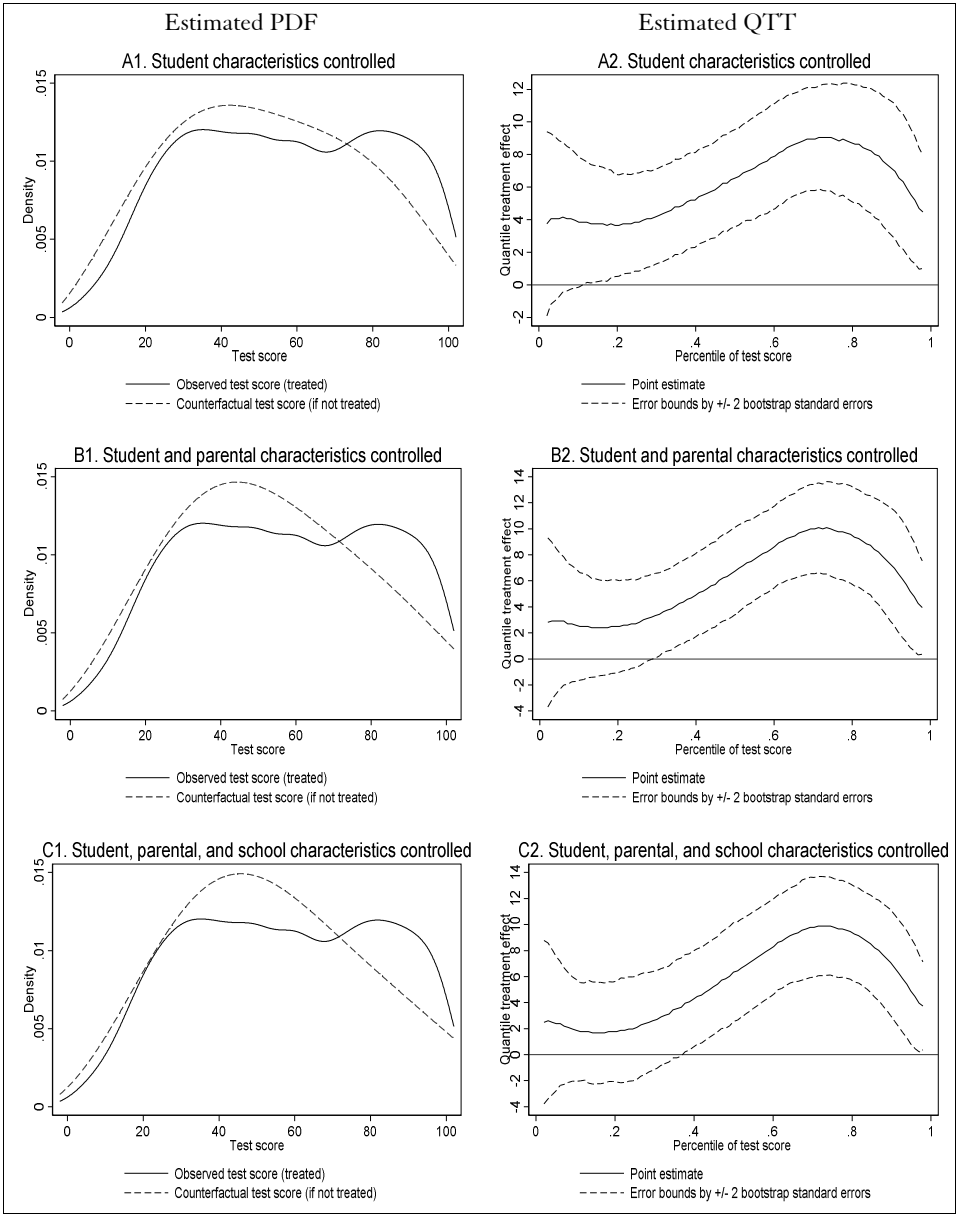 Estimated PDF
Estimated QTT
A1. Student characteristics controlled
.015
.01
.005
0
Density
0 20 40 60 80 100
Test score
Observed test score (treated)
Counterfactual test score (if not treated)
A2. Student characteristics controlled
12
10
8
6
4
2
0
-2
Quantile treatment effect
0 .2 .4 .6 .8 1
Percentile of test score
Point estimate
Error bounds by +/- 2 bootstrap standard errors
B1. Student and parental characteristics controlled
.015
.01
.005
0
Density
0 20 40 60 80 100
Test score
Observed test score (treated)
Counterfactual test score (if not treated)
B2. Student and parental characteristics controlled
14
12
10
8
6
4
2
0
-2
-4
Quantile treatment effect
0 .2 .4 .6 .8 1
Percentile of test score
Point estimate
Error bounds by +/- 2 bootstrap standard errors
C1. Student, parental, and school characteristics controlled
.015
.01
.005
0
Density
0 20 40 60 80 100
Test score
Observed test score (treated)
Counterfactual test score (if not treated)
C2. Student, parental, and school characteristics controlled
14
12
10
8
6
4
2
0
-2
-4
Quantile treatment effect
0 .2 .4 .6 .8 1
Percentile of test score
Point estimate
Error bounds by +/- 2 bootstrap standard errors